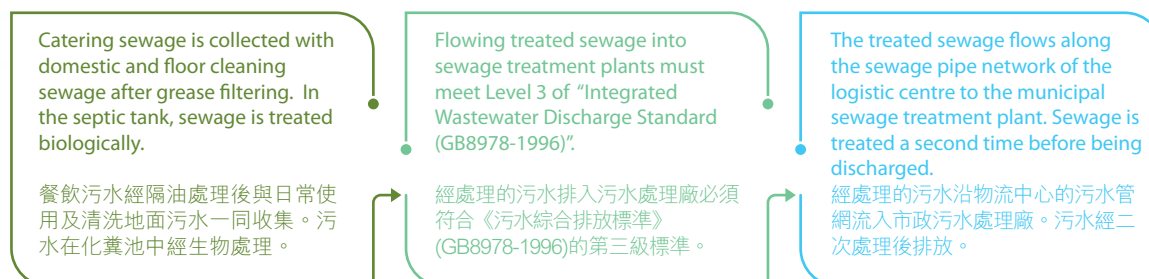 Catering sewage is collected with
domestic and floor cleaning
sewage after grease filtering.  In
the septic tank, sewage is treated
biologically.
餐飲污水經隔油處理後與日常使
用及清洗地面污水一同收集。污
水在化糞池中經生物處理。
Flowing treated sewage into
sewage treatment plants must
meet Level 3 of “Integrated
Wastewater Discharge Standard
(GB8978-1996)”.
經處理的污水排入污水處理廠必須
符合《污水綜合排放標準》
(GB8978-1996)的第三級標準。
The treated sewage flows along
the sewage pipe network of the
logistic centre to the municipal
sewage treatment plant. Sewage is
treated a second time before being
discharged.
經處理的污水沿物流中心的污水管
網流入市政污水處理廠。污水經二
次處理後排放。